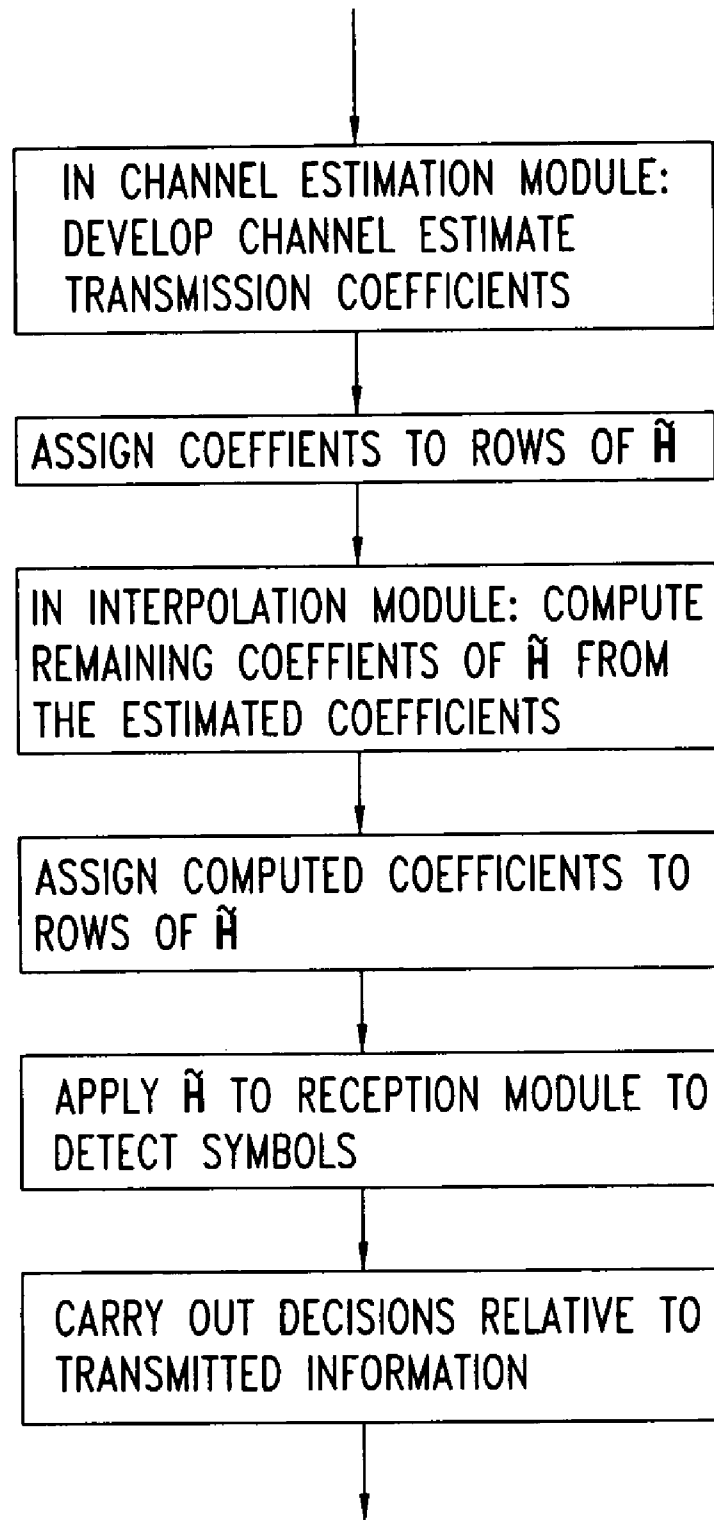 IN CHANNEL ESTIMATION MODULE:
DEVELOP CHANNEL ESTIMATE
TRANSMISSION COEFFICIENTS
ASSIGN COEFFIENTS TO ROWS OF H̃
IN INTERPOLATION MODULE: COMPUTE
REMAINING COEFFIENTS OF H̃ FROM
THE ESTIMATED COEFFICIENTS
ASSIGN COMPUTED COEFFICIENTS TO
ROWS OF H̃
APPLY H̃ TO RECEPTION MODULE TO
DETECT SYMBOLS
CARRY OUT DECISIONS RELATIVE TO
TRANSMITTED INFORMATION